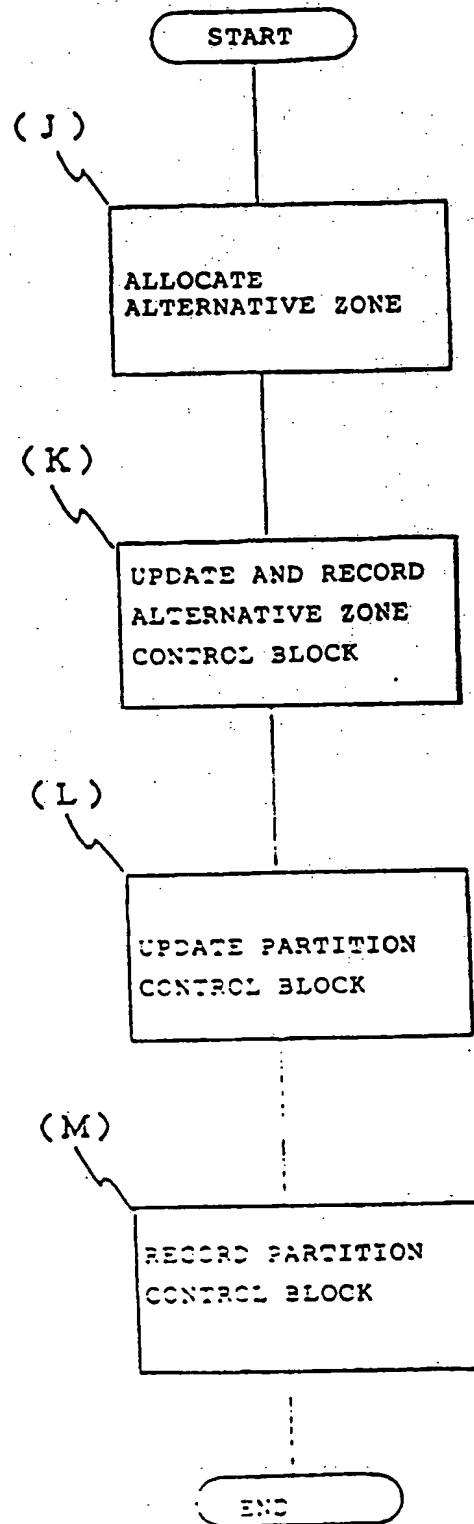 START
(J)
ALLOCATE
ALTERNATIVE ZONE
(K)
UPDATE AND RECORD
ALTERNATIVE ZONE
CONTROL BLOCK
(L)
UPDATE PARTITION
CONTROL BLOCK
(M)
RECORD PARTITION
CONTROL BLOCK
END